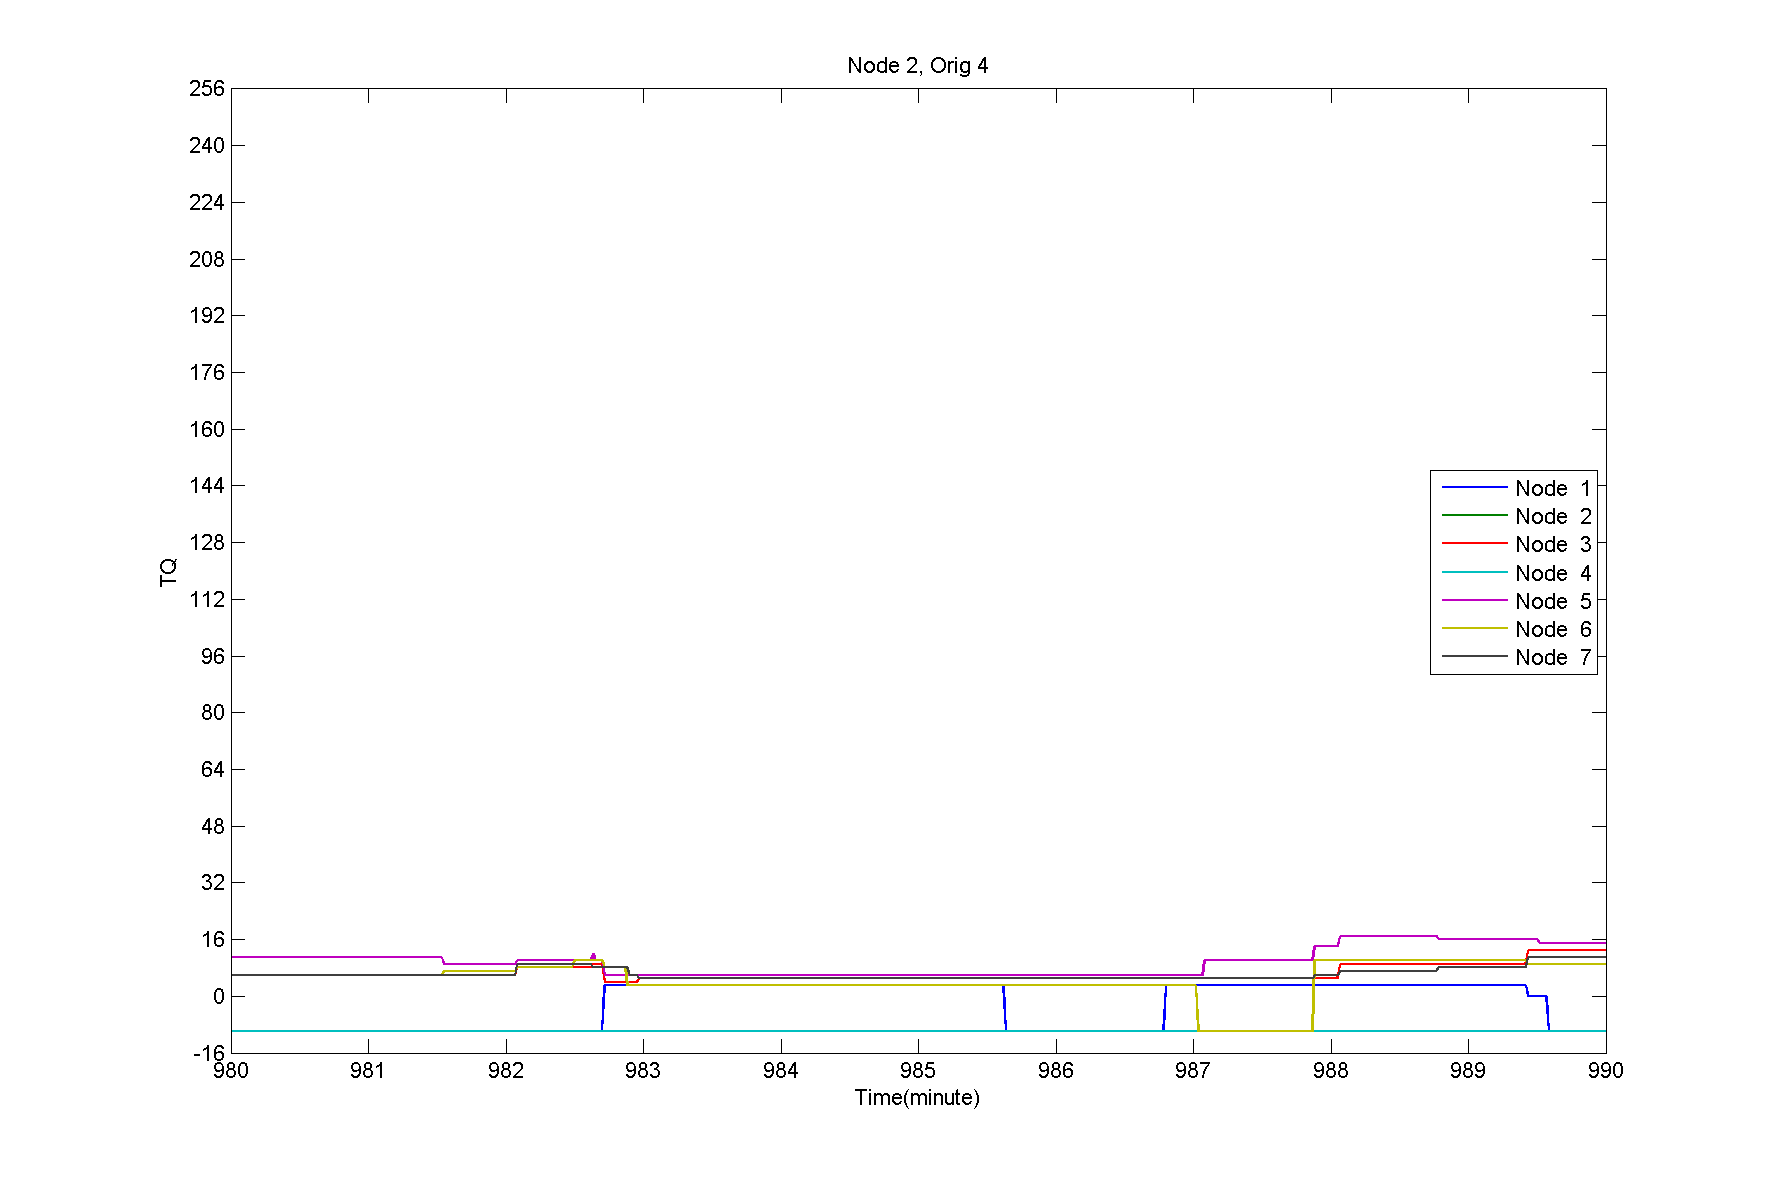 Node 2, Orig 4
256
240
224
208
192
176
160
144
128
112
96
80
64
48
32
16
0
-16
TQ
Node 1
Node 2
Node 3
Node 4
Node 5
Node 6
Node 7
980 981 982 983 984 985 986 987 988 989 990
Time(minute)